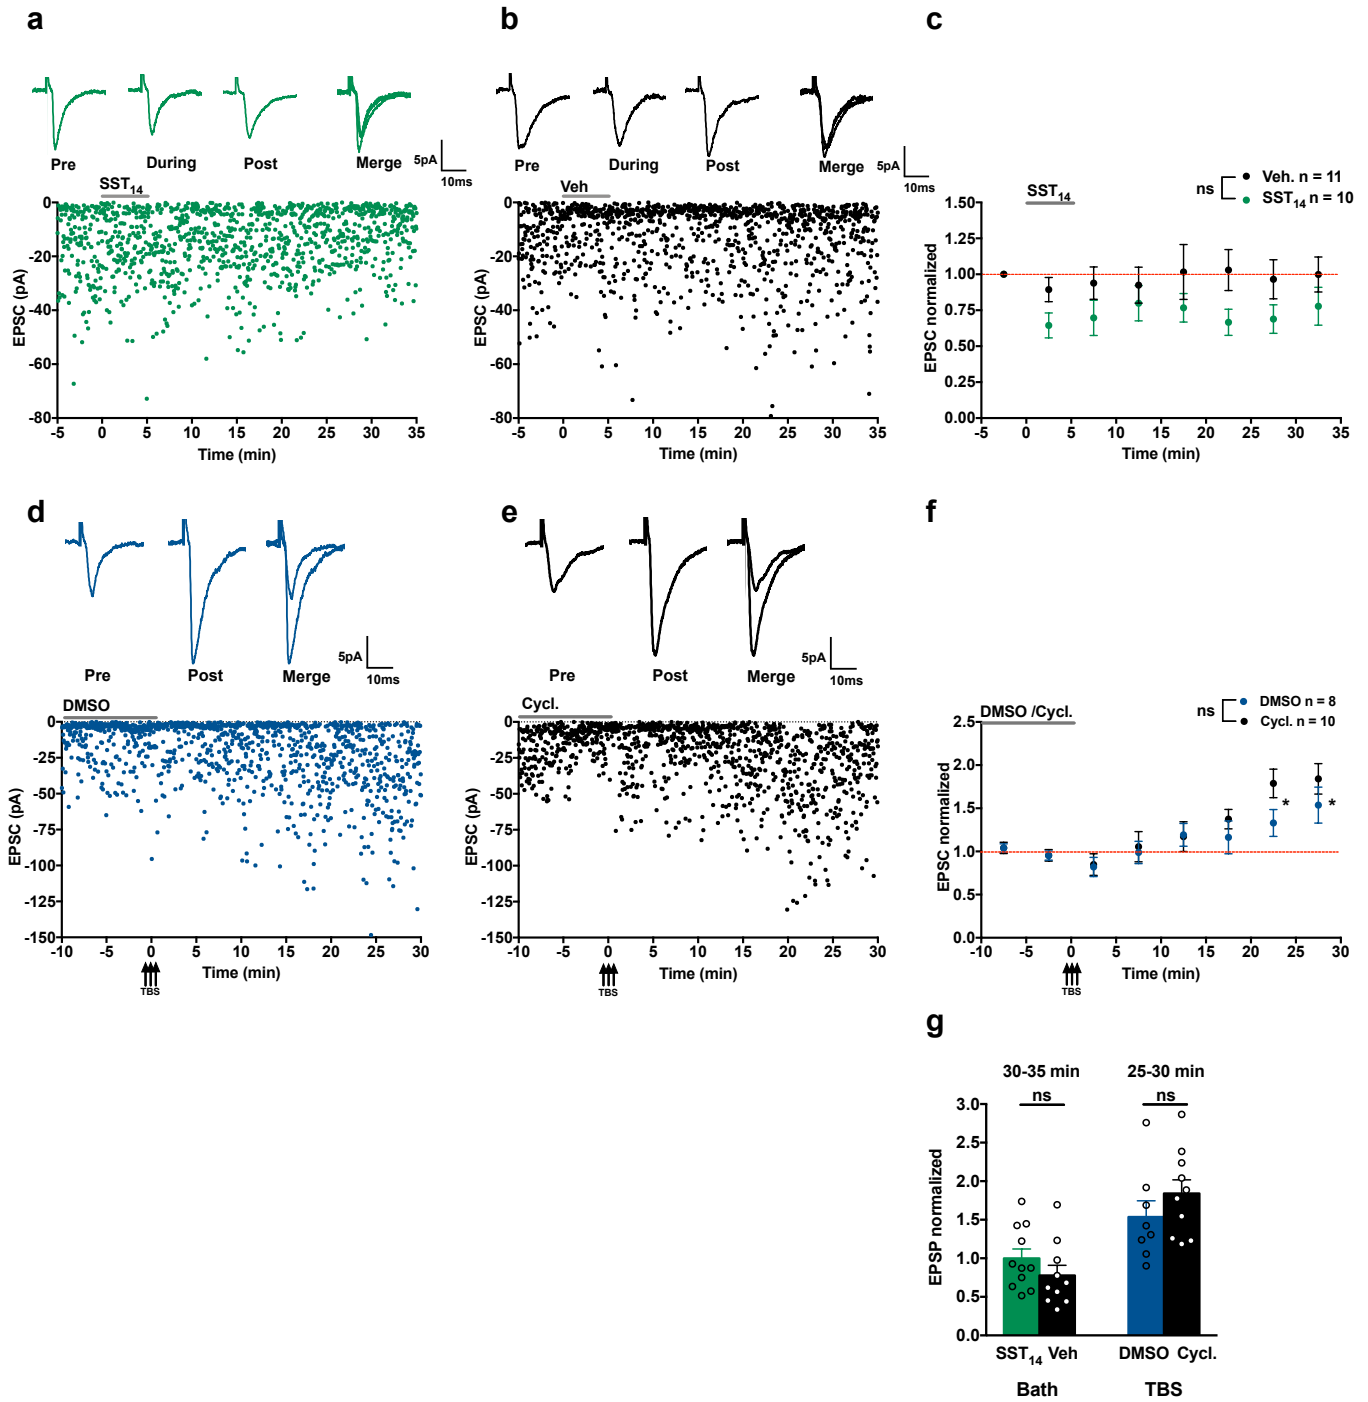 a
b
c
Pre
During
Post
Merge
5pA
10ms
Pre
During
Post
Merge
5pA
10ms
SST14
EPSC (pA)
0
-20
-40
-60
-80
-5 0 5 10 15 20 25 30 35
Time (min)
Veh
EPSC (pA)
0
-20
-40
-60
-80
-5 0 5 10 15 20 25 30 35
Time (min)
ns
Veh. n = 11
SST14 n = 10
SST14
EPSC normalized
1.50
1.25
1.00
0.75
0.50
0.25
0.00
-5 0 5 10 15 20 25 30 35
Time (min)
d
e
f
Pre
Post
Merge
5pA
10ms
Pre
Post
Merge
5pA
10ms
DMSO
EPSC (pA)
0
-25
-50
-75
-100
-125
-150
-10 -5 0 5 10 15 20 25 30
Time (min)
TBS
Cycl.
EPSC (pA)
0
-25
-50
-75
-100
-125
-150
-10 -5 0 5 10 15 20 25 30
Time (min)
TBS
ns
DMSO n = 8
Cycl. n = 10
DMSO /Cycl.
EPSC normalized
2.5
2.0
1.5
1.0
0.5
0.0
* *
-10 -5 0 5 10 15 20 25 30
Time (min)
TBS
g
30-35 min 25-30 min
ns ns
EPSP normalized
3.0
2.5
2.0
1.5
1.0
0.5
0.0
SST14 Veh DMSO Cycl.
Bath TBS